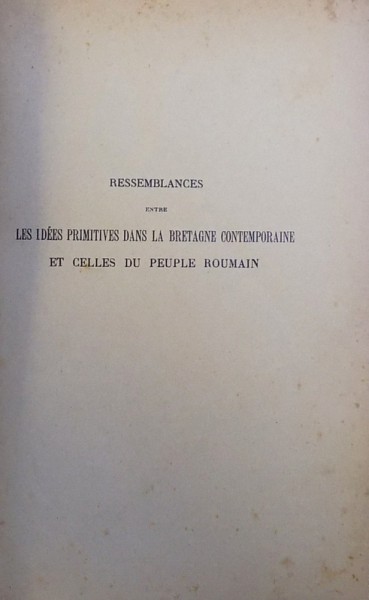 RESSEMBLANCES
ENTRE
LES IDÉES PRIMITIVES DANS LA BRETAGNE CONTEMPORAINE
ET CELLES DU PEUPLE ROUMAIN